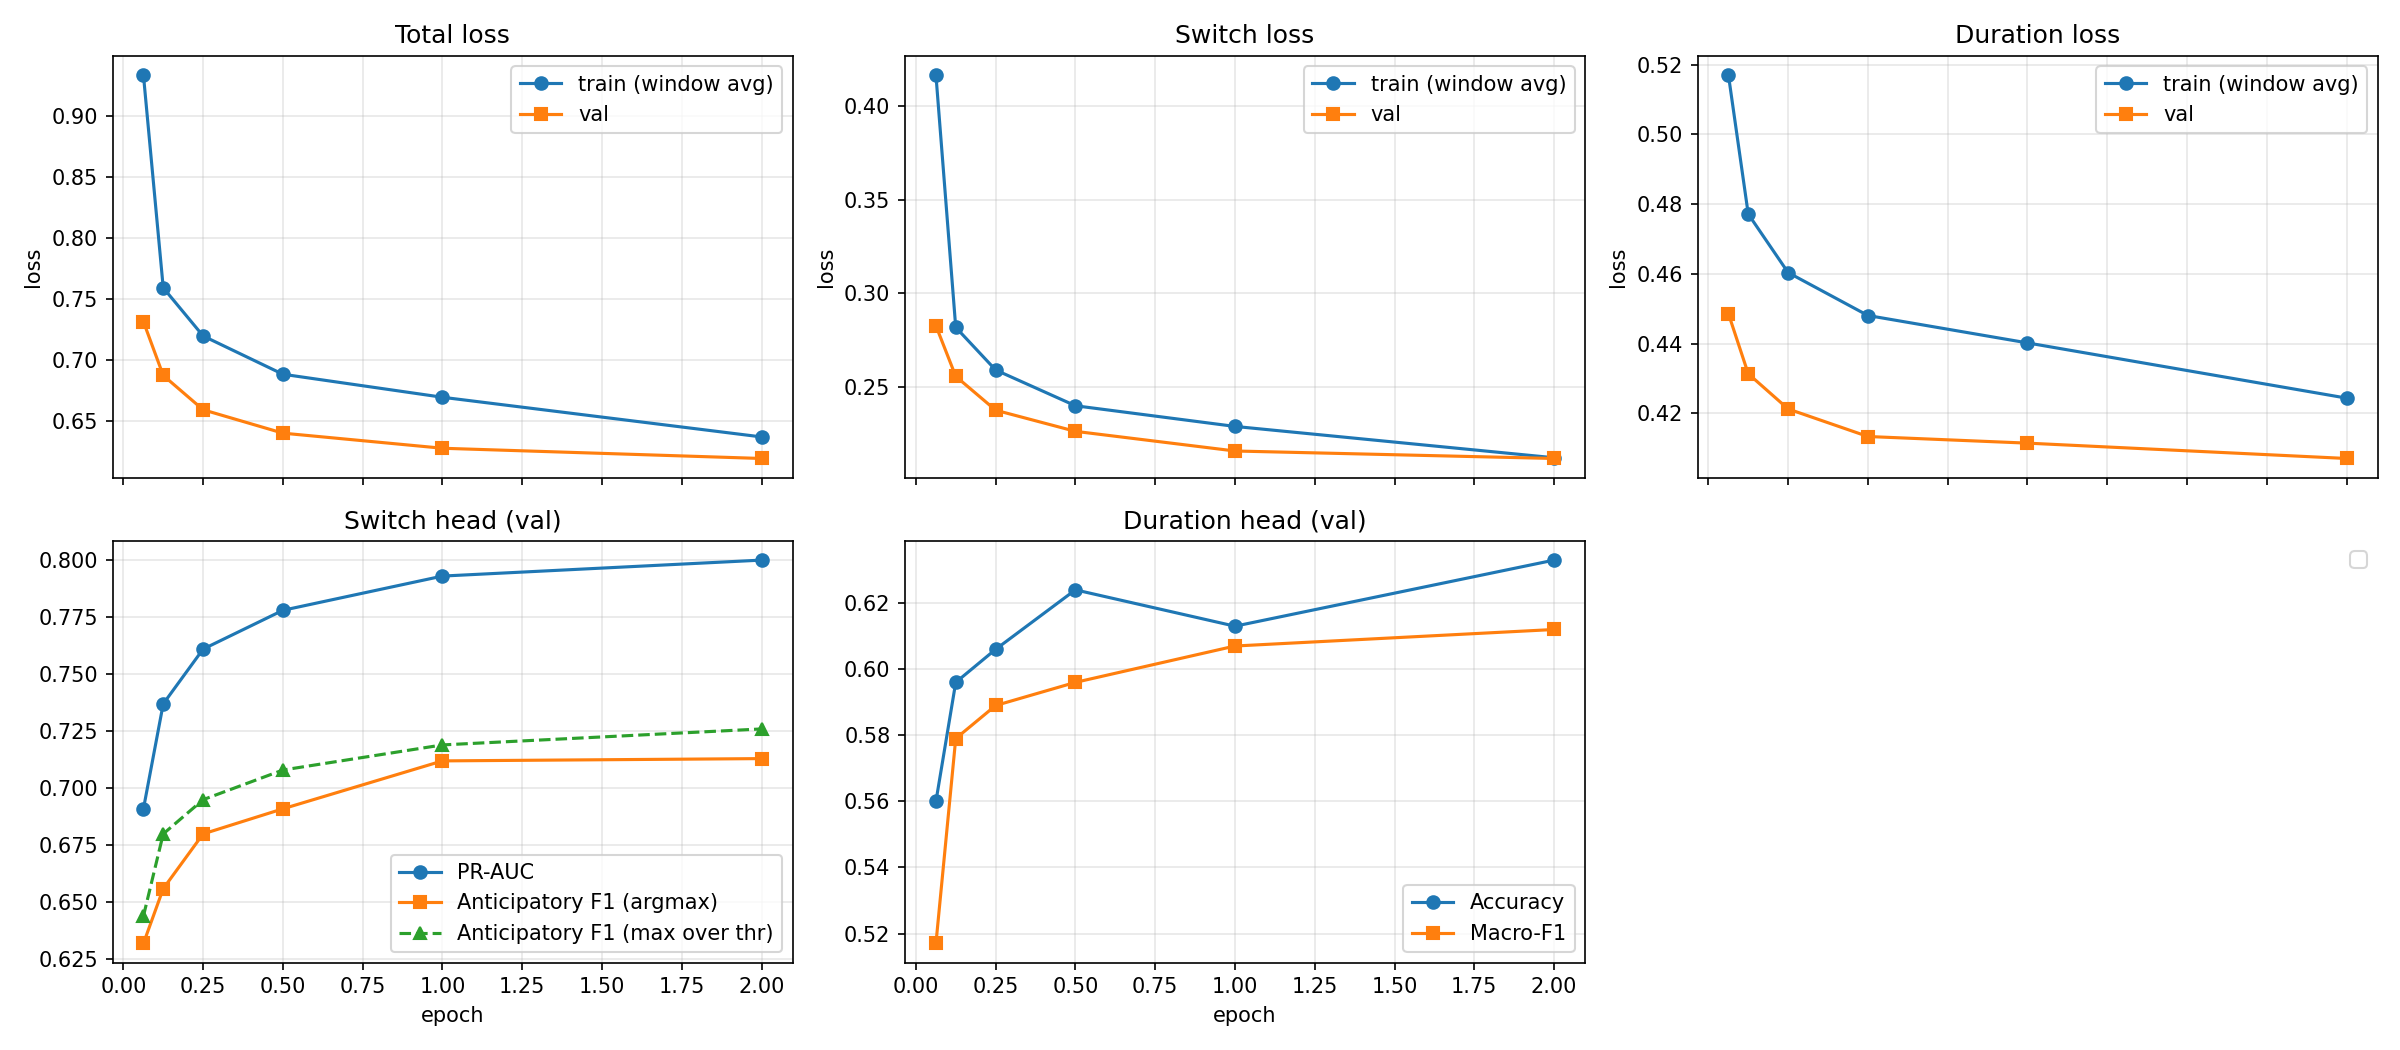 Total loss
Switch loss
Duration loss
loss
0.90
0.85
0.80
0.75
0.70
0.65
train (window avg)
val
loss
0.40
0.35
0.30
0.25
train (window avg)
val
loss
0.52
0.50
0.48
0.46
0.44
0.42
train (window avg)
val
Switch head (val)
Duration head (val)
0.800
0.775
0.750
0.725
0.700
0.675
0.650
0.625
PR-AUC
Anticipatory F1 (argmax)
Anticipatory F1 (max over thr)
0.00 0.25 0.50 0.75 1.00 1.25 1.50 1.75 2.00
epoch
0.62
0.60
0.58
0.56
0.54
0.52
Accuracy
Macro-F1
0.00 0.25 0.50 0.75 1.00 1.25 1.50 1.75 2.00
epoch